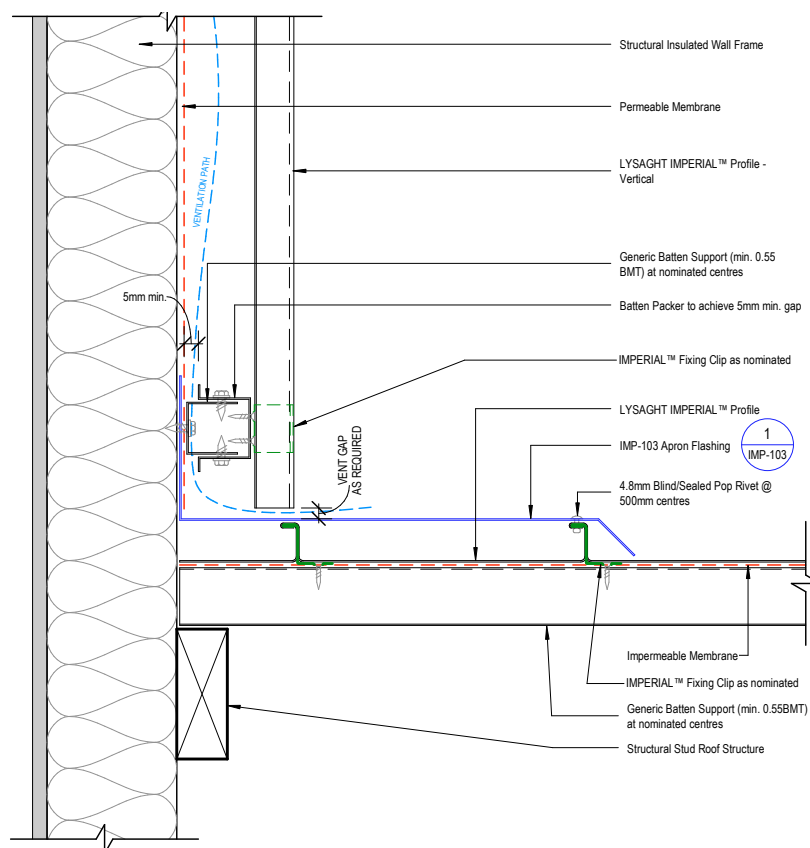 Structural Insulated Wall Frame
Permeable Membrane
LYSAGHT IMPERIAL™ Profile -
Vertical
VENTILATION PATH
Generic Batten Support (min. 0.55
BMT) at nominated centres
5mm min.
Batten Packer to achieve 5mm min. gap
IMPERIAL™ Fixing Clip as nominated
LYSAGHT IMPERIAL™ Profile
VENT GAP
AS REQUIRED
IMP-103 Apron Flashing
1
IMP-103
4.8mm Blind/Sealed Pop Rivet @
500mm centres
Impermeable Membrane
IMPERIAL™ Fixing Clip as nominated
Generic Batten Support (min. 0.55BMT)
at nominated centres
Structural Stud Roof Structure